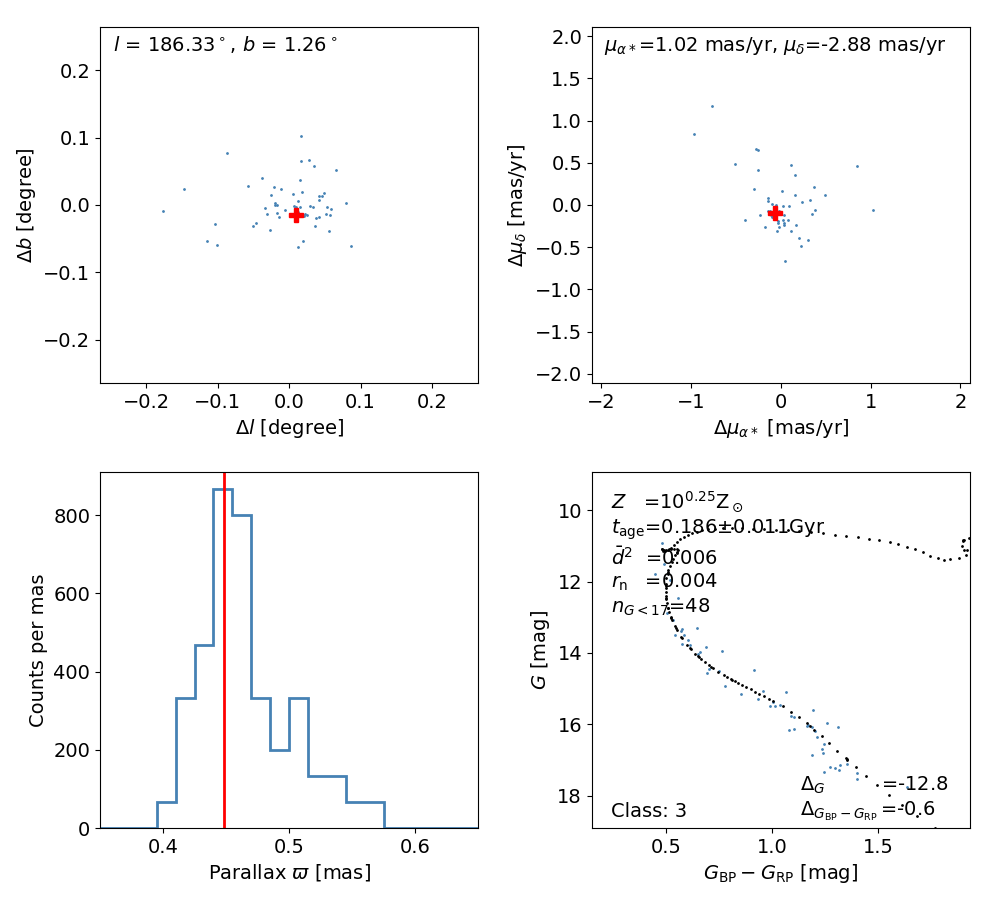 l = 186.33°, b = 1.26°
0.2
0.1
0.0
−0.1
−0.2
Δb [degree]
−0.2 −0.1 0.0 0.1 0.2
Δl [degree]
μα*=1.02 mas/yr, μδ=-2.88 mas/yr
2.0
1.5
1.0
0.5
0.0
−0.5
−1.0
−1.5
−2.0
Δμδ [mas/yr]
−2 −1 0 1 2
Δμα* [mas/yr]
800
600
400
200
0
Counts per mas
0.4 0.5 0.6
Parallax ϖ [mas]
Z =10^0.25 Z⊙
t_age=0.186±0.011Gyr
d̄² =0.006
r_n =0.004
n_G<17=48
10
12
14
16
18
G [mag]
Δ_G =-12.8
Δ_GBP−GRP =-0.6
Class: 3
0.5 1.0 1.5
G_BP − G_RP [mag]